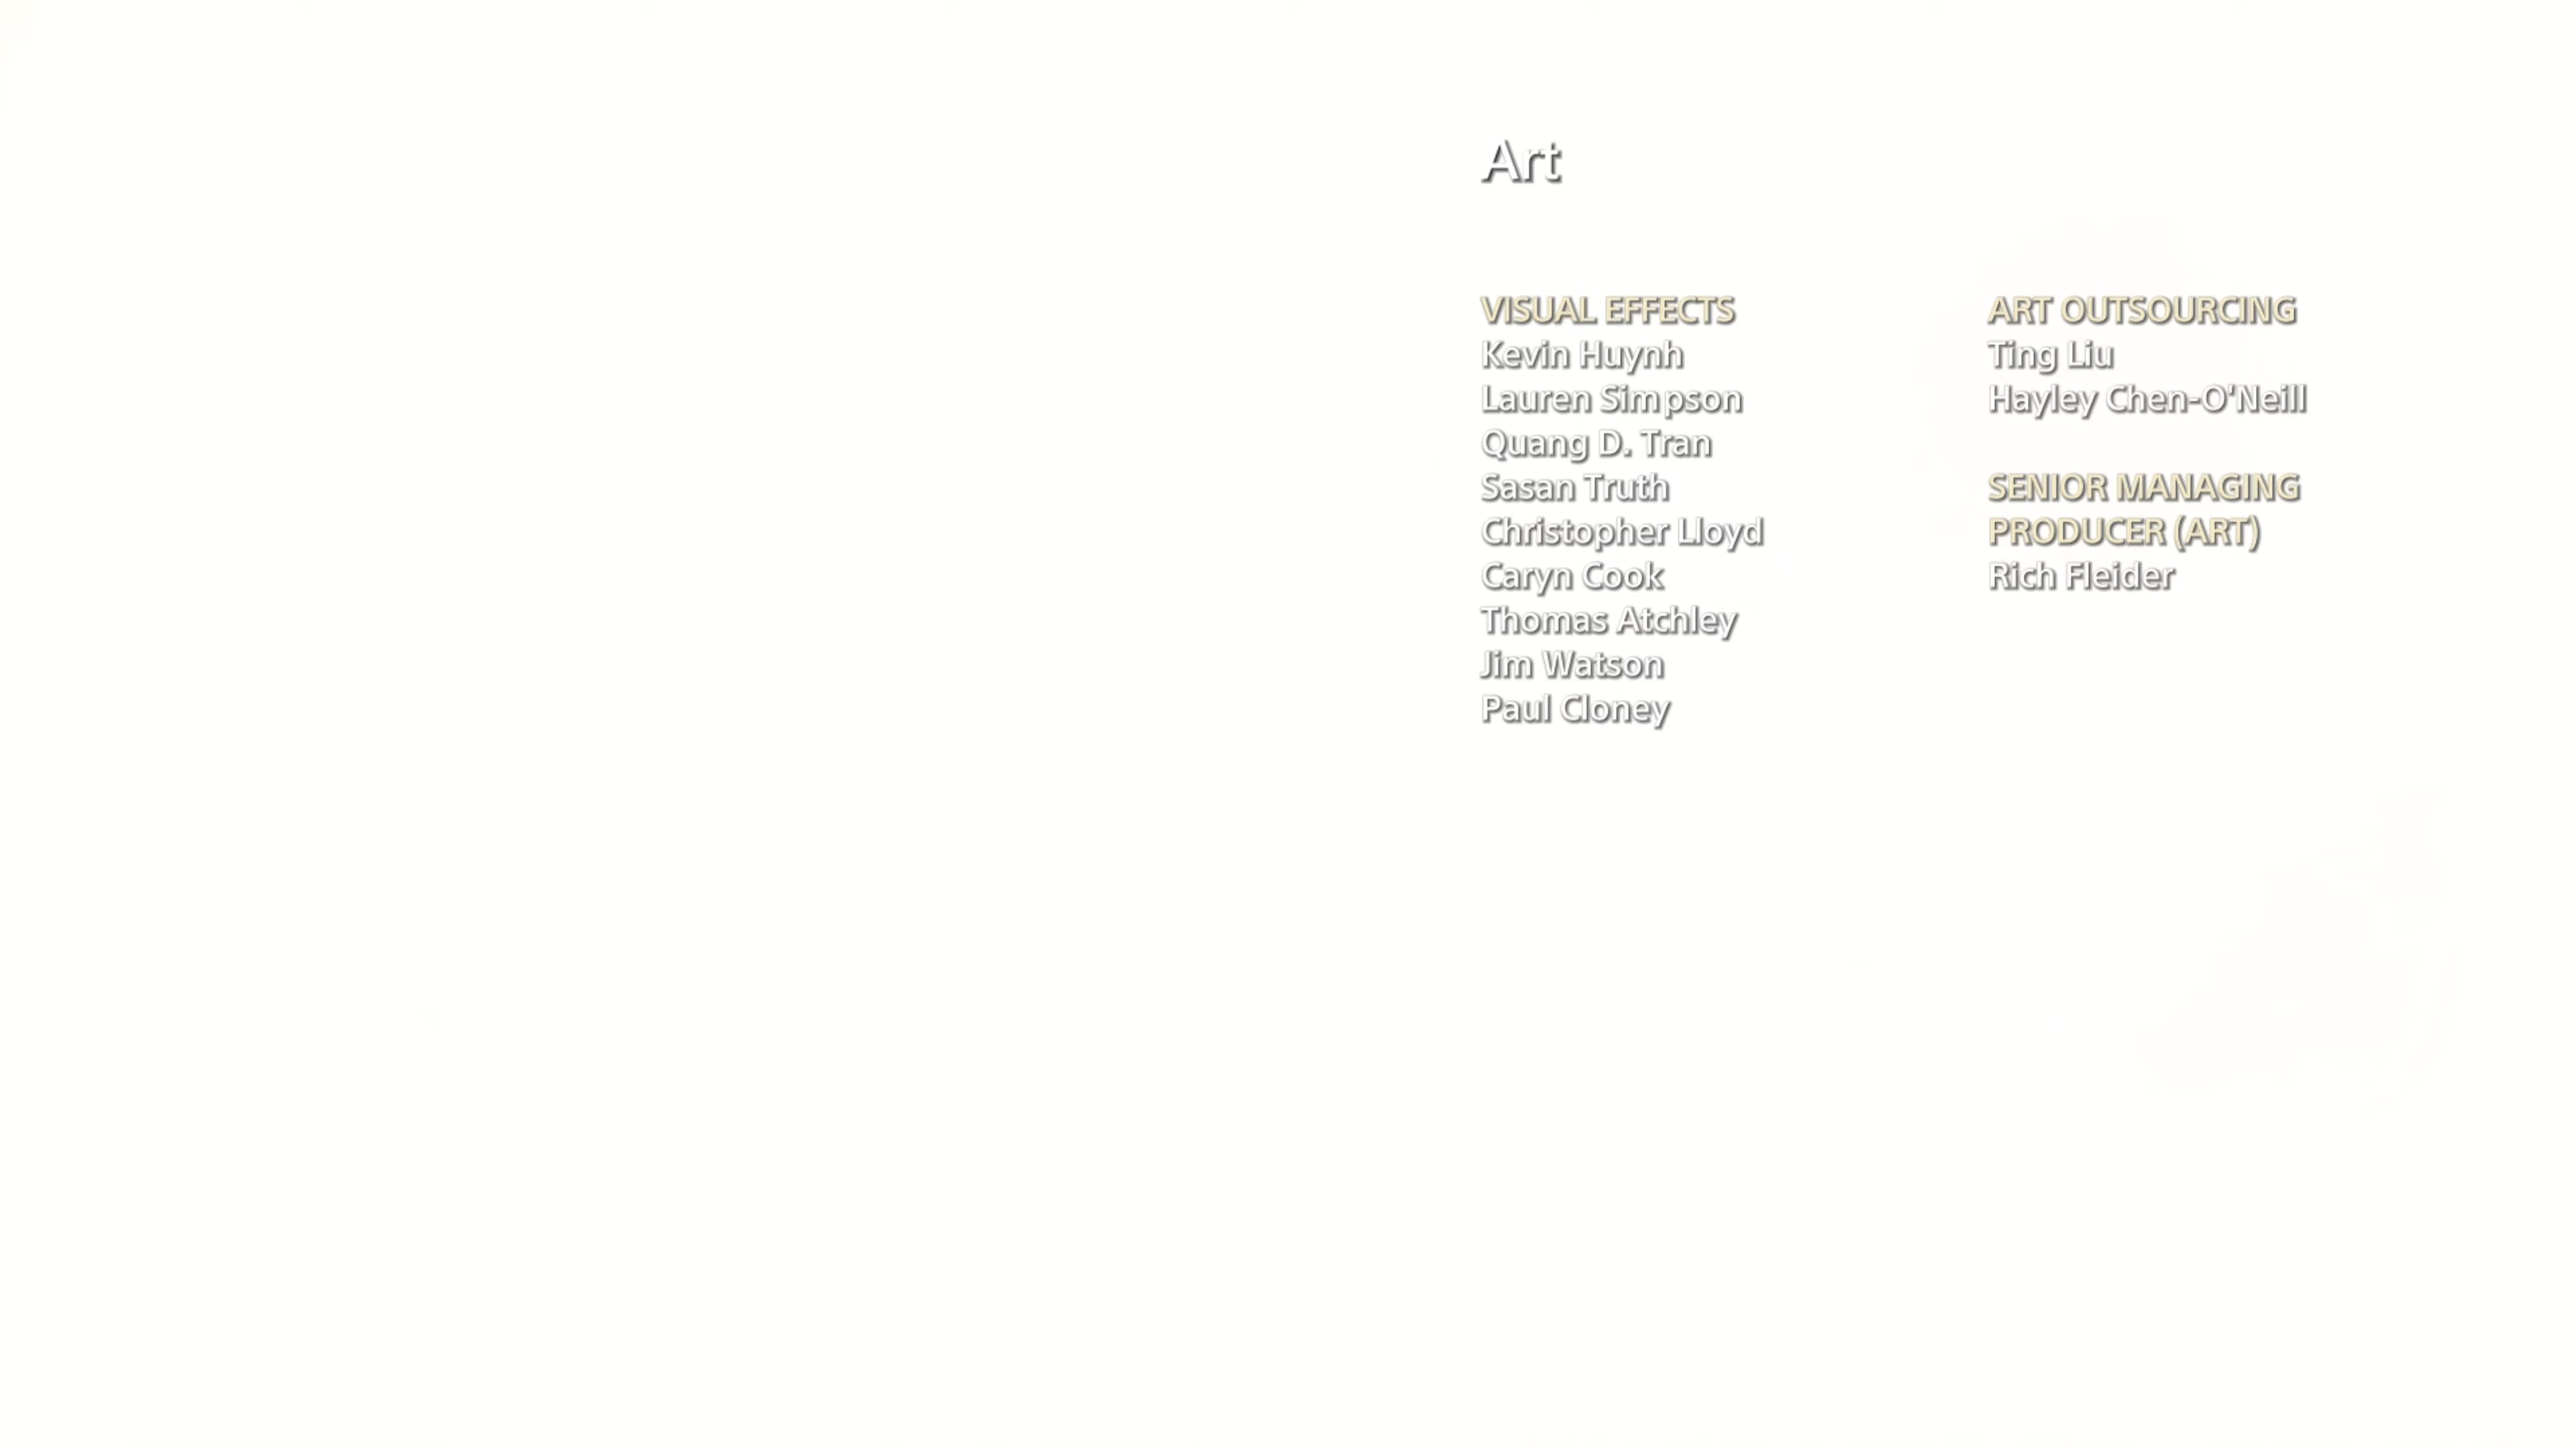 Art
VISUAL EFFECTS
Kevin Huynh
Lauren Simpson
Quang D. Tran
Sasan Truth
Christopher Lloyd
Caryn Cook
Thomas Atchley
Jim Watson
Paul Cloney
ART OUTSOURCING
Ting Liu
Hayley Chen-O'Neill
SENIOR MANAGING
PRODUCER (ART)
Rich Fleider